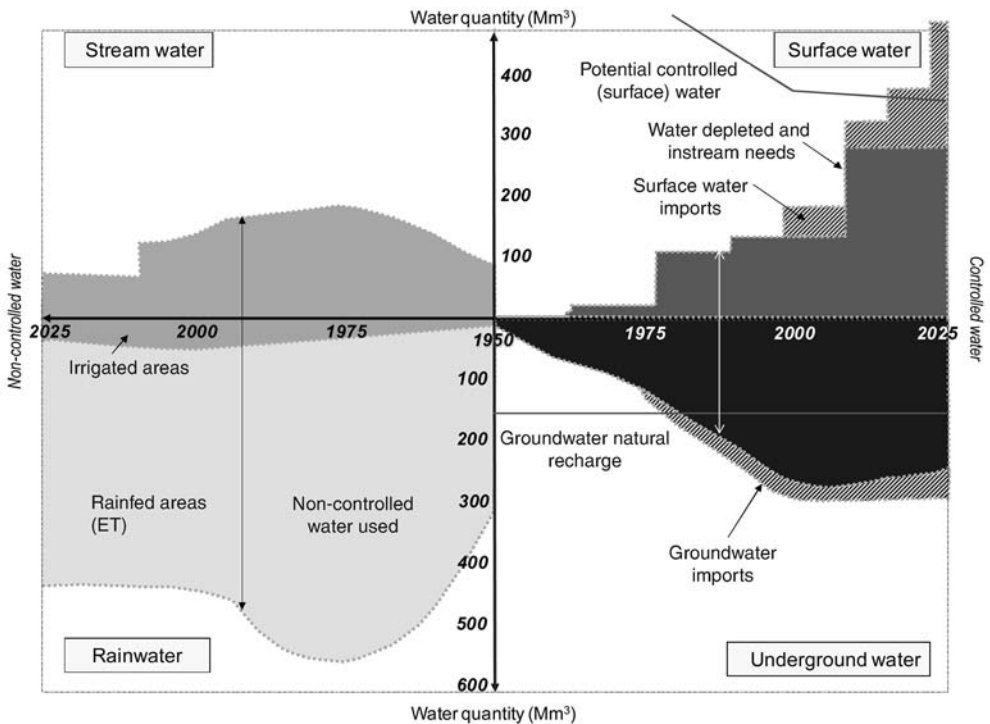 Water quantity (Mm³)
Stream water
Surface water
400
Potential controlled
(surface) water
300
Water depleted and
instream needs
200
Surface water
imports
100
Non-controlled water
Controlled water
2025
2000
1975
1950
1975
2000
2025
Irrigated areas
100
200
Groundwater natural
recharge
Rainfed areas
(ET)
Non-controlled
water used
300
400
Groundwater
imports
500
Rainwater
Underground water
600
Water quantity (Mm³)